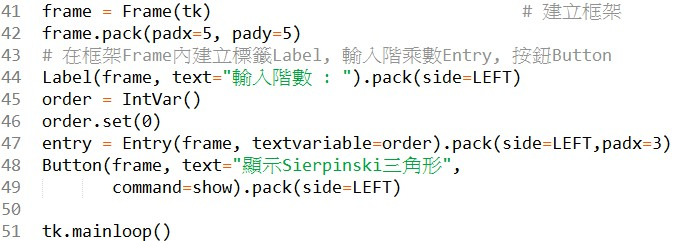 41 frame = Frame(tk) # 建立框架
42 frame.pack(padx=5, pady=5)
43 # 在框架Frame內建立標籤Label, 輸入階乘數Entry, 按鈕Button
44 Label(frame, text="輸入階數 : ").pack(side=LEFT)
45 order = IntVar()
46 order.set(0)
47 entry = Entry(frame, textvariable=order).pack(side=LEFT,padx=3)
48 Button(frame, text="顯示Sierpinski三角形",
49 command=show).pack(side=LEFT)
50
51 tk.mainloop()